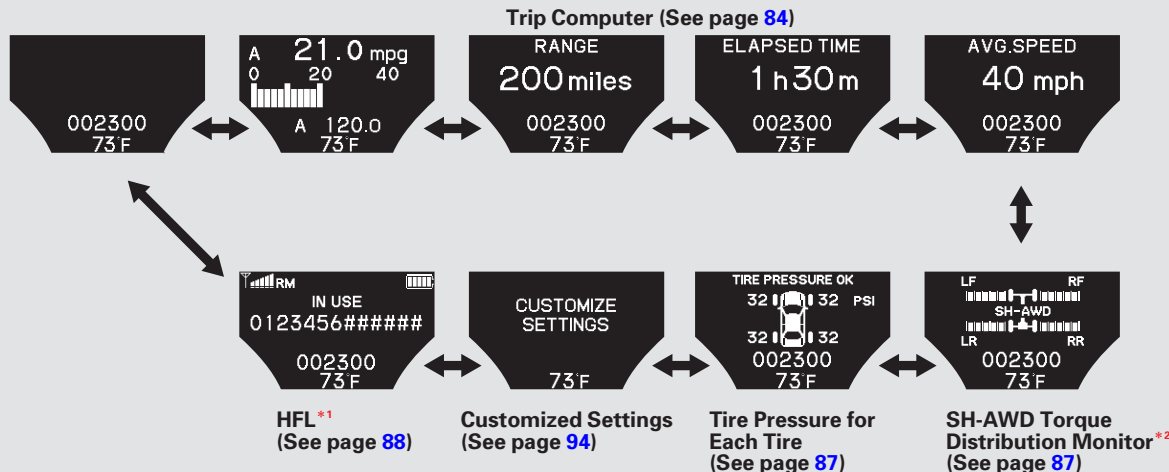 Trip Computer (See page 84)
002300
73°F
A 21.0 mpg
0 20 40
A 120.0
73°F
RANGE
200 miles
002300
73°F
ELAPSED TIME
1 h 30 m
002300
73°F
AVG.SPEED
40 mph
002300
73°F
RM
IN USE
0123456######
002300
73°F
HFL*1
(See page 88)
CUSTOMIZE
SETTINGS
73°F
Customized Settings
(See page 94)
TIRE PRESSURE OK
32 32 PSI
32 32
002300
73°F
Tire Pressure for
Each Tire
(See page 87)
LF RF
SH-AWD
LR RR
002300
73°F
SH-AWD Torque
Distribution Monitor*2
(See page 87)